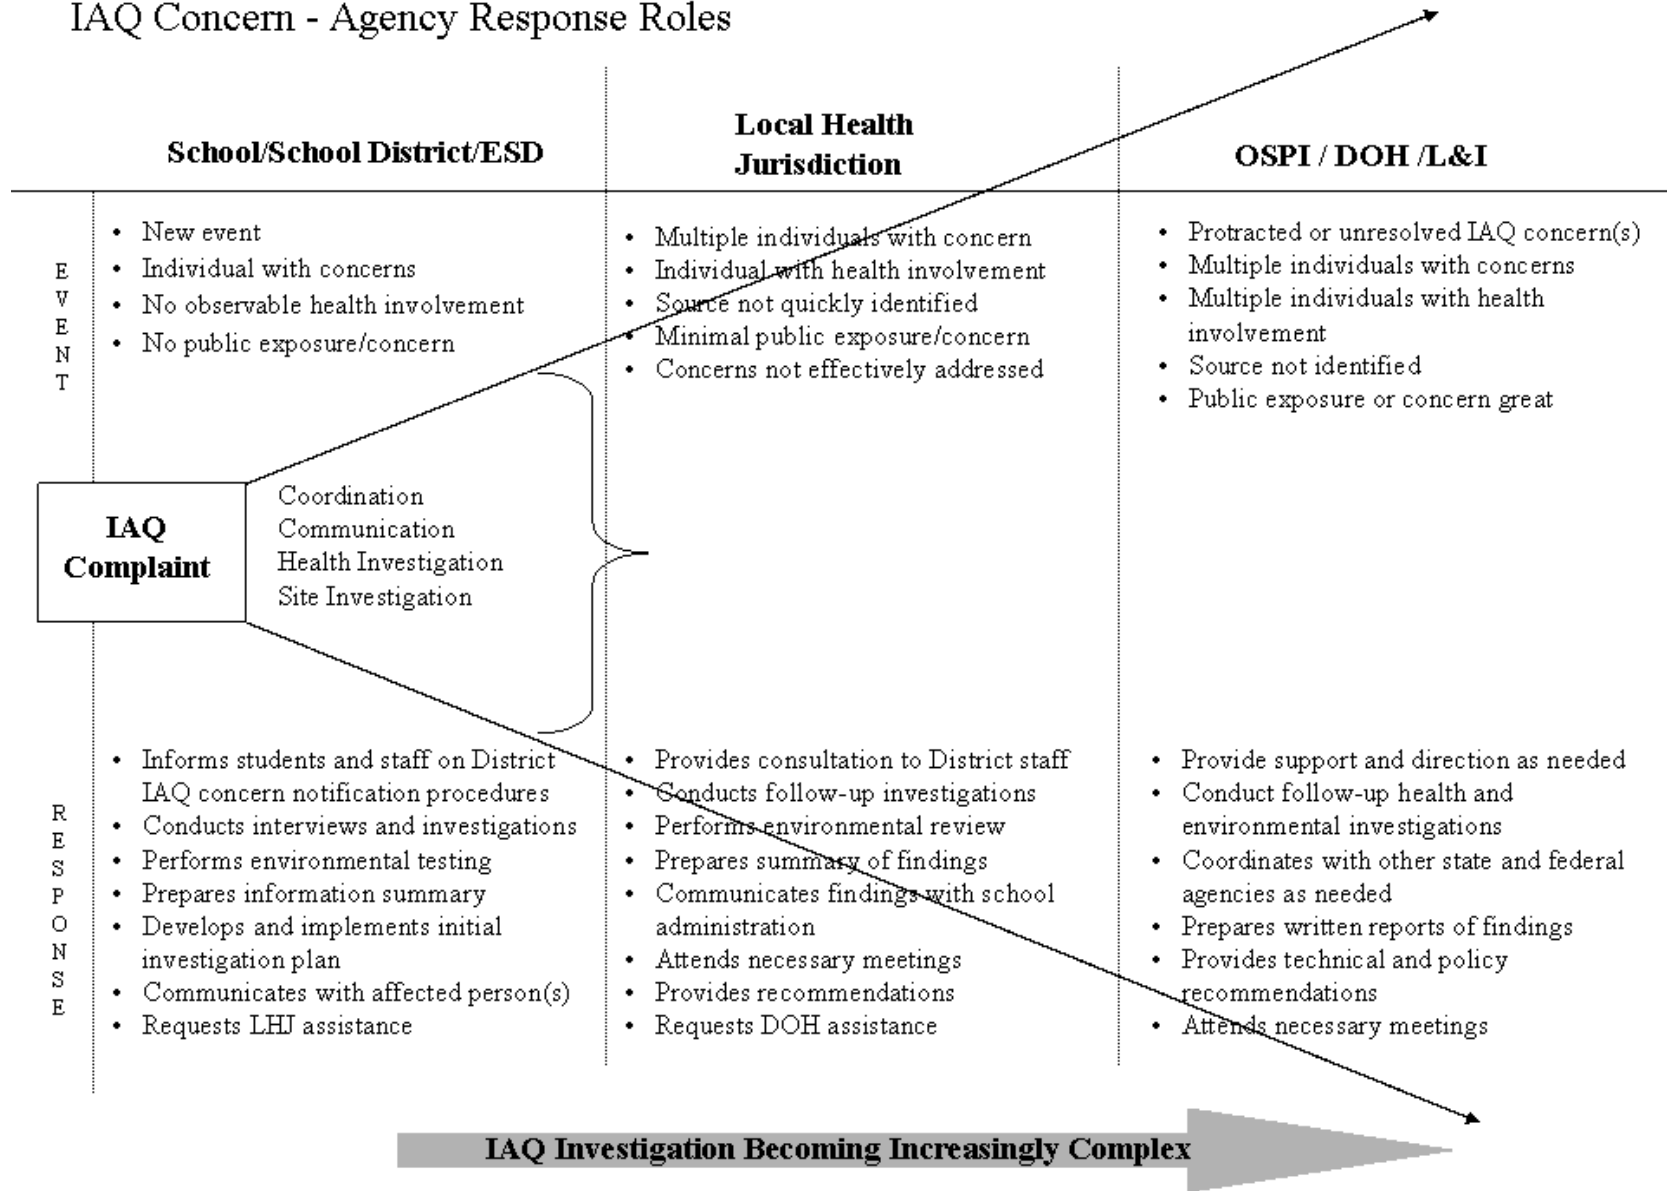 IAQ Concern - Agency Response Roles
School/School District/ESD
Local Health
Jurisdiction
OSPI / DOH /L&I
EVENT
• New event
• Individual with concerns
• No observable health involvement
• No public exposure/concern
• Multiple individuals with concern
• Individual with health involvement
• Source not quickly identified
• Minimal public exposure/concern
• Concerns not effectively addressed
• Protracted or unresolved IAQ concern(s)
• Multiple individuals with concerns
• Multiple individuals with health
involvement
• Source not identified
• Public exposure or concern great
IAQ
Complaint
Coordination
Communication
Health Investigation
Site Investigation
RESPONSE
• Informs students and staff on District
IAQ concern notification procedures
• Conducts interviews and investigations
• Performs environmental testing
• Prepares information summary
• Develops and implements initial
investigation plan
• Communicates with affected person(s)
• Requests LHJ assistance
• Provides consultation to District staff
• Conducts follow-up investigations
• Performs environmental review
• Prepares summary of findings
• Communicates findings with school
administration
• Attends necessary meetings
• Provides recommendations
• Requests DOH assistance
• Provide support and direction as needed
• Conduct follow-up health and
environmental investigations
• Coordinates with other state and federal
agencies as needed
• Prepares written reports of findings
• Provides technical and policy
recommendations
• Attends necessary meetings
IAQ Investigation Becoming Increasingly Complex